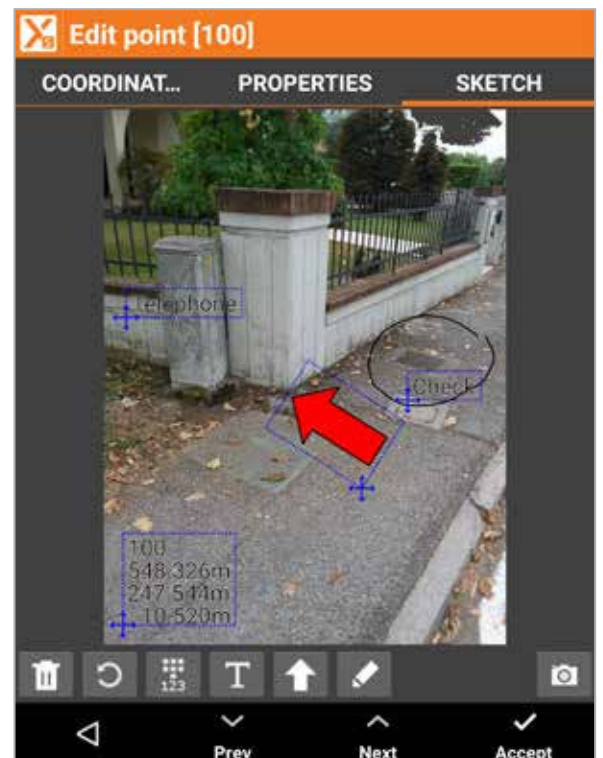 Edit point [100]
COORDINAT... PROPERTIES SKETCH
Telephone
Check
100
548.326m
247.544m
10.520m
T
123
Prev Next Accept